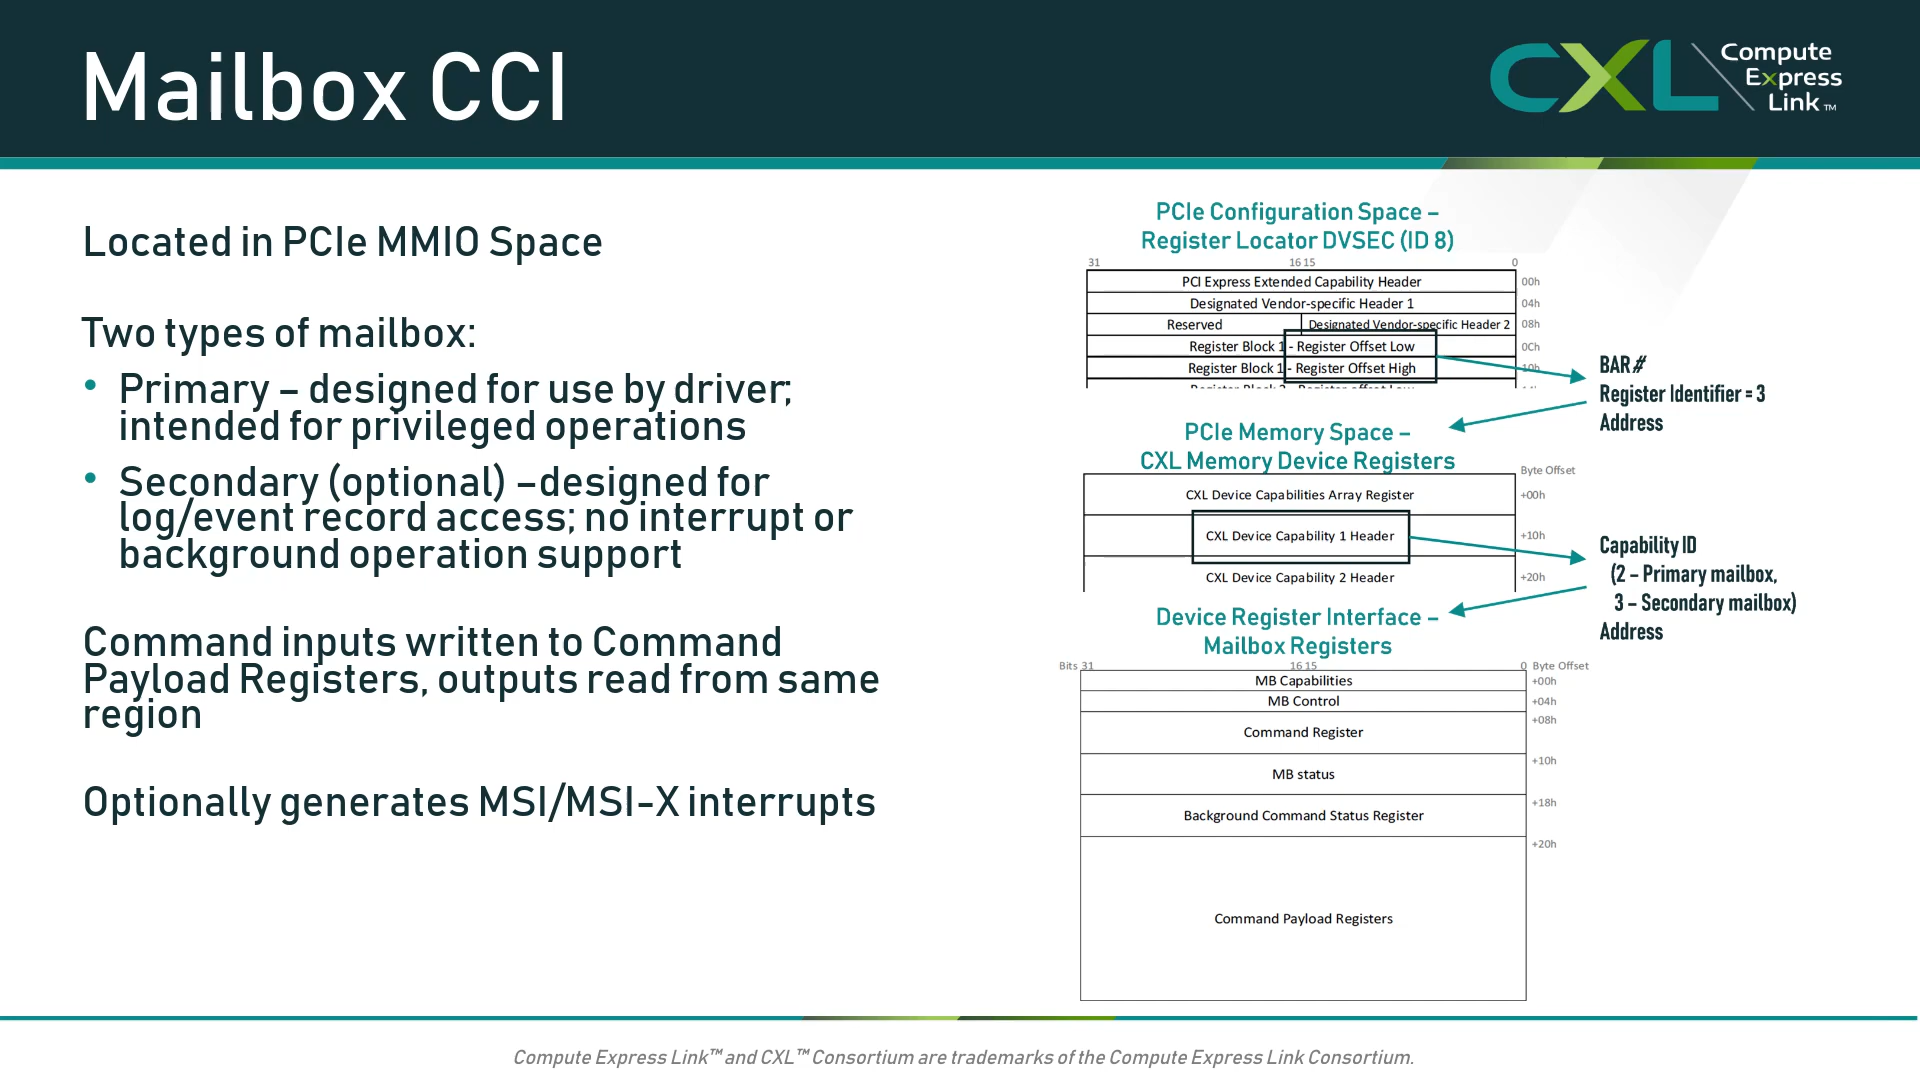 Mailbox CCI
CXL
Compute
Express
Link ™
Located in PCIe MMIO Space
Two types of mailbox:
• Primary – designed for use by driver;
intended for privileged operations
• Secondary (optional) –designed for
log/event record access; no interrupt or
background operation support
Command inputs written to Command
Payload Registers, outputs read from same
region
Optionally generates MSI/MSI-X interrupts
PCIe Configuration Space –
Register Locator DVSEC (ID 8)
31 16 15 0
PCI Express Extended Capability Header 00h
Designated Vendor-specific Header 1 04h
Reserved Designated Vendor-specific Header 2 08h
Register Block 1 - Register Offset Low 0Ch
Register Block 1 - Register Offset High 10h
BAR #
Register Identifier = 3
Address
PCIe Memory Space –
CXL Memory Device Registers
Byte Offset
CXL Device Capabilities Array Register +00h
CXL Device Capability 1 Header +10h
CXL Device Capability 2 Header +20h
Capability ID
(2 – Primary mailbox,
3 – Secondary mailbox)
Address
Device Register Interface –
Mailbox Registers
Bits 31 16 15 0 Byte Offset
MB Capabilities +00h
MB Control +04h
Command Register +08h
MB status +10h
Background Command Status Register +18h
Command Payload Registers +20h
Compute Express Link™ and CXL™ Consortium are trademarks of the Compute Express Link Consortium.